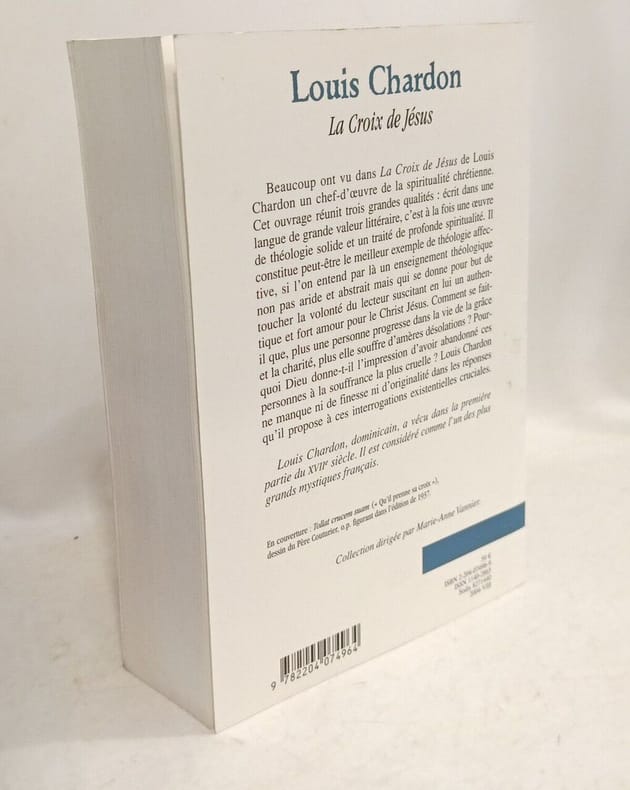 Louis Chardon
La Croix de Jésus
Beaucoup ont vu dans La Croix de Jésus de Louis
Chardon un chef-d'œuvre de la spiritualité chrétienne.
Cet ouvrage réunit trois grandes qualités : écrit dans une
langue de grande valeur littéraire, c'est à la fois une œuvre
de théologie solide et un traité de profonde spiritualité. Il
constitue peut-être le meilleur exemple de théologie affec-
tive, si l'on entend par là un enseignement théologique
non pas aride et abstrait mais qui se donne pour but de
toucher la volonté du lecteur suscitant en lui un authen-
tique et fort amour pour le Christ Jésus. Comment se fait-
il que, plus une personne progresse dans la vie de la grâce
et la charité, plus elle souffre d'amères désolations ? Pour-
quoi Dieu donne-t-il l'impression d'avoir abandonné ces
personnes à la souffrance la plus cruelle ? Louis Chardon
ne manque ni de finesse ni d'originalité dans les réponses
qu'il propose à ces interrogations existentielles cruciales.
Louis Chardon, dominicain, a vécu dans la première
partie du XVIIe siècle. Il est considéré comme l'un des plus
grands mystiques français.
En couverture : Tollat crucem suam (« Qu'il prenne sa croix »),
dessin du Père Couturier, o.p. figurant dans l'édition de 1937.
Collection dirigée par Marie-Anne Vannier.
ISBN
ISSN
Sodis
2004-VIII
9 782204 074964